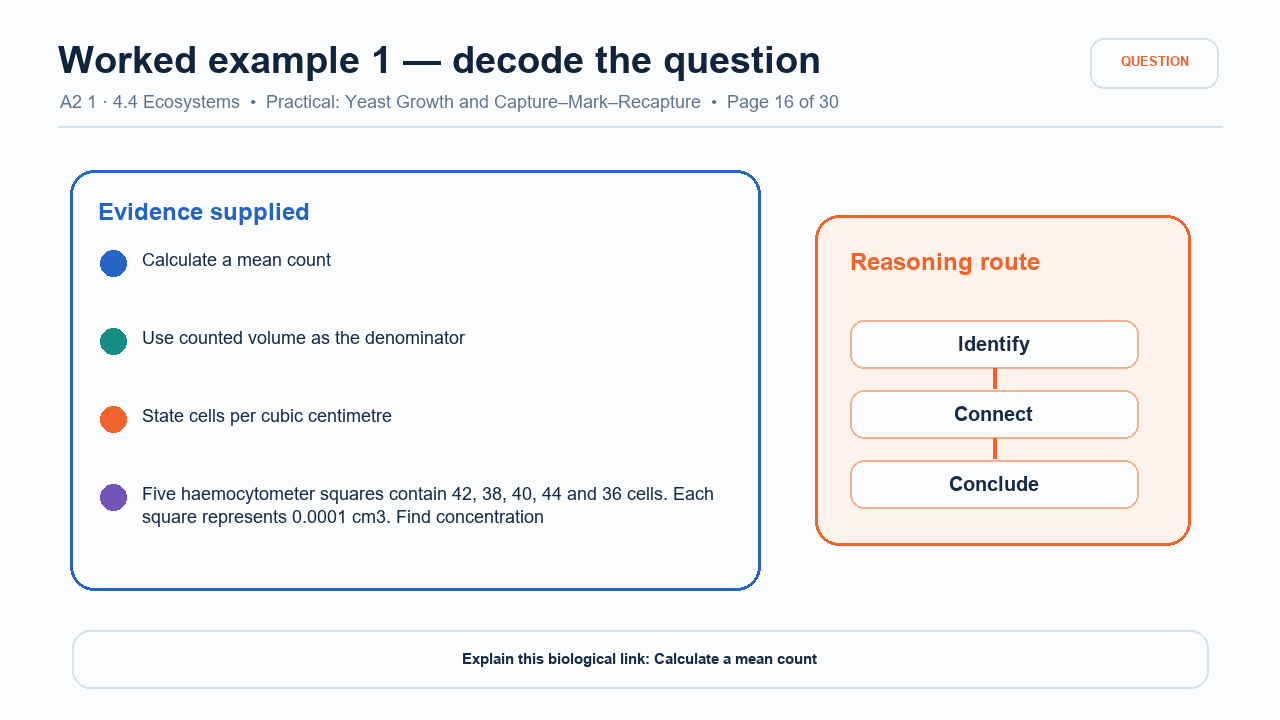 Worked example 1 — decode the question
QUESTION
A2 1 · 4.4 Ecosystems • Practical: Yeast Growth and Capture–Mark–Recapture • Page 16 of 30
Evidence supplied
Calculate a mean count
Use counted volume as the denominator
State cells per cubic centimetre
Five haemocytometer squares contain 42, 38, 40, 44 and 36 cells. Each
square represents 0.0001 cm3. Find concentration
Reasoning route
Identify
Connect
Conclude
Explain this biological link: Calculate a mean count